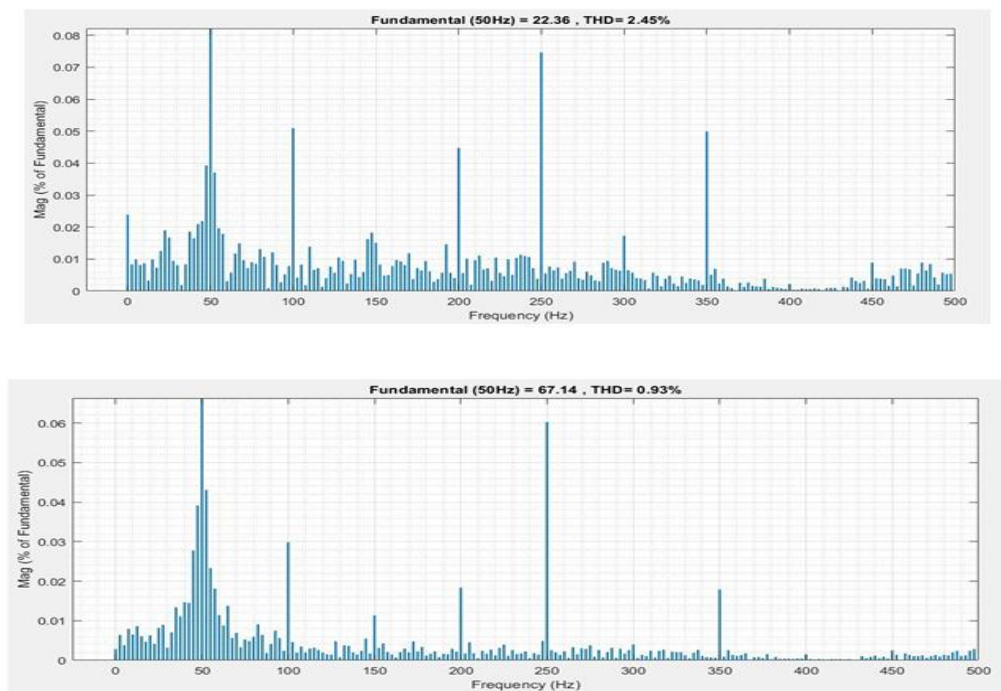 Fundamental (50Hz) = 22.36 , THD= 2.45%
Mag (% of Fundamental)
0.08
0.07
0.06
0.05
0.04
0.03
0.02
0.01
0
0 50 100 150 200 250 300 350 400 450 500
Frequency (Hz)
Fundamental (50Hz) = 67.14 , THD= 0.93%
Mag (% of Fundamental)
0.06
0.05
0.04
0.03
0.02
0.01
0
0 50 100 150 200 250 300 350 400 450 500
Frequency (Hz)